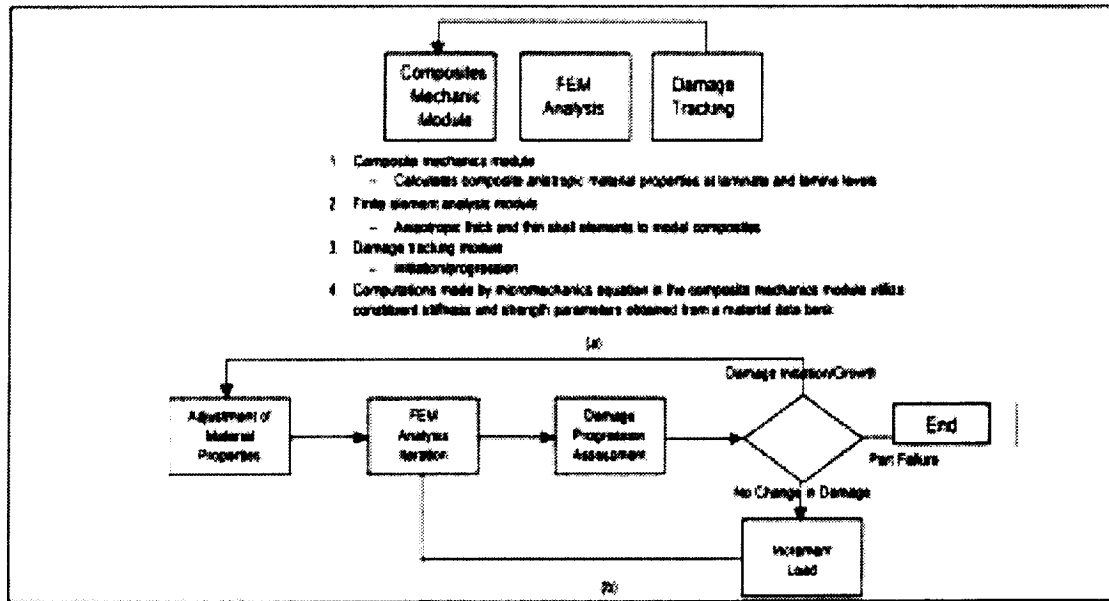 Composites
Mechanic
Module
FEM
Analysis
Damage
Tracking
1. Composite mechanics module
– Calculates composite anistropic material properties at laminate and lamina levels
2. Finite element analysis module
– Anisotropic thick and thin shell elements to model composites
3. Damage tracking module
– Initiation/progression
4. Computations made by micromechanics equation in the composite mechanics module utilize
constituent stiffness and strength parameters obtained from a material data bank
(a)
Damage Initiation/Growth
Adjustment of
Material
Properties
FEM
Analysis
Iteration
Damage
Progression
Assessment
End
Part Failure
No Change in Damage
Increment
Load
(b)